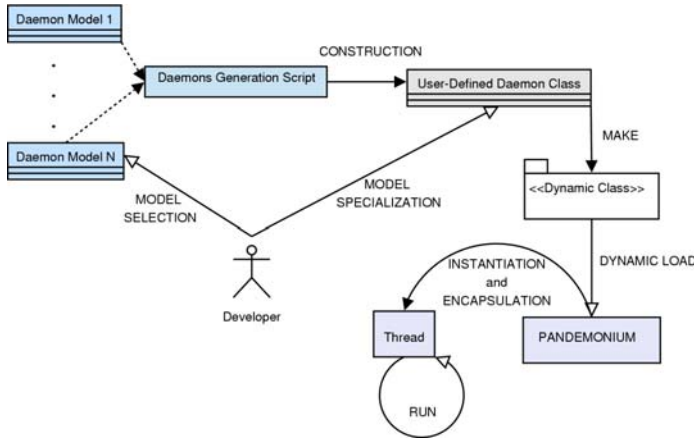 Daemon Model 1
CONSTRUCTION
Daemons Generation Script
User-Defined Daemon Class
MAKE
Daemon Model N
<<Dynamic Class>>
MODEL
SELECTION
MODEL
SPECIALIZATION
DYNAMIC LOAD
INSTANTIATION
and
ENCAPSULATION
Developer
Thread
PANDEMONIUM
RUN